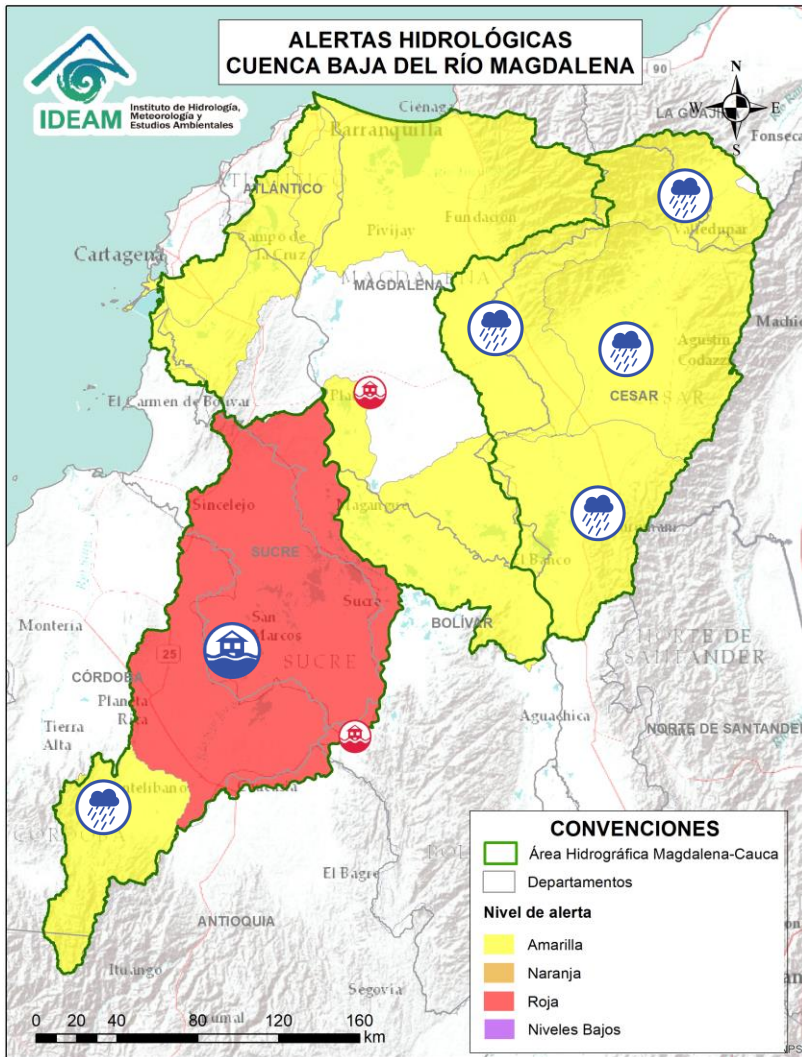 ALERTAS HIDROLÓGICAS
CUENCA BAJA DEL RÍO MAGDALENA
IDEAM
Instituto de Hidrología,
Meteorología y
Estudios Ambientales
N
W
E
S
90
LA GUAJIRA
Fonseca
Ciénaga
Barranquilla
ATLÁNTICO
Valledupar
Fundación
Pivijay
Campo de
la Cruz
Cartagena
MAGDALENA
MAGDALENA
Agustín
Codazzi
CESAR
El Carmen de Bolívar
Sincelejo
Magangué
SUCRE
El Banco
Sucre
San
Marcos
BOLÍVAR
SUCRE
Montería
25
CÓRDOBA
Planeta
Rica
Tierra
Alta
NORTE DE
SANTANDER
Aguachica
NORTE DE SANTANDER
El Bagre
ANTIOQUIA
Ituango
Segovia
0 20 40 80 120 160
km
CONVENCIONES
Área Hidrográfica Magdalena-Cauca
Departamentos
Nivel de alerta
Amarilla
Naranja
Roja
Niveles Bajos